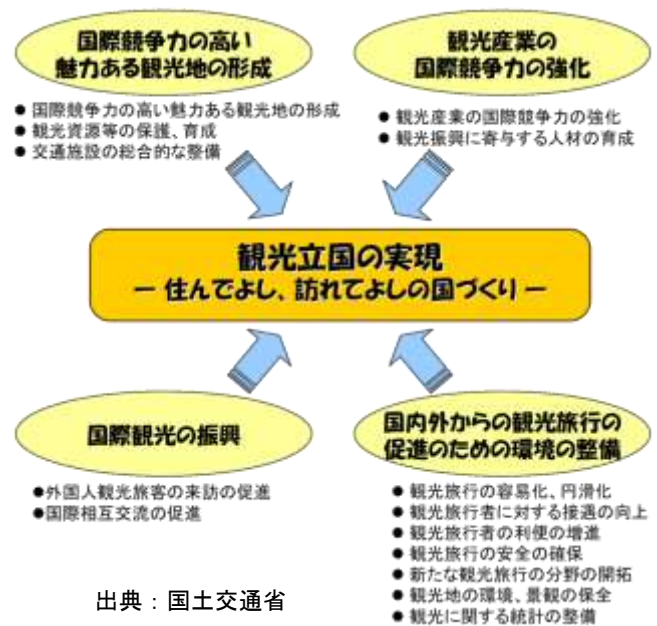 国際競争力の高い
魅力ある観光地の形成
● 国際競争力の高い魅力ある観光地の形成
● 観光資源等の保護、育成
● 交通施設の総合的な整備
観光産業の
国際競争力の強化
● 観光産業の国際競争力の強化
● 観光振興に寄与する人材の育成
観光立国の実現
ー 住んでよし、訪れてよしの国づくり ー
国際観光の振興
●外国人観光旅客の来訪の促進
●国際相互交流の促進
国内外からの観光旅行の
促進のための環境の整備
● 観光旅行の容易化、円滑化
● 観光旅行者に対する接遇の向上
● 観光旅行者の利便の増進
● 観光旅行の安全の確保
● 新たな観光旅行の分野の開拓
● 観光地の環境、景観の保全
● 観光に関する統計の整備
出典：国土交通省